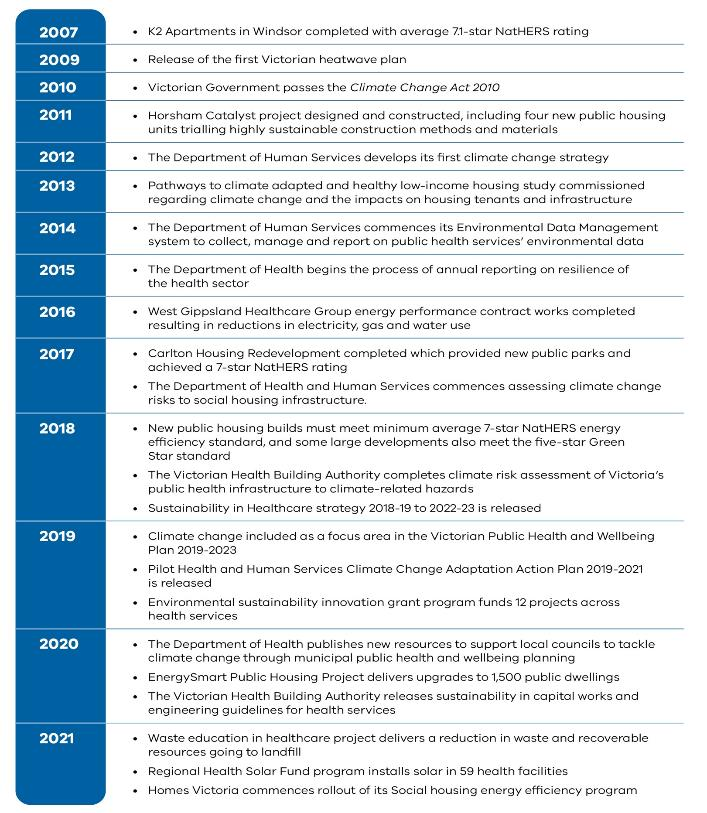 2007
• K2 Apartments in Windsor completed with average 7.1-star NatHERS rating
2009
• Release of the first Victorian heatwave plan
2010
• Victorian Government passes the Climate Change Act 2010
2011
• Horsham Catalyst project designed and constructed, including four new public housing
units trialling highly sustainable construction methods and materials
2012
• The Department of Human Services develops its first climate change strategy
2013
• Pathways to climate adapted and healthy low-income housing study commissioned
regarding climate change and the impacts on housing tenants and infrastructure
2014
• The Department of Human Services commences its Environmental Data Management
system to collect, manage and report on public health services' environmental data
2015
• The Department of Health begins the process of annual reporting on resilience of
the health sector
2016
• West Gippsland Healthcare Group energy performance contract works completed
resulting in reductions in electricity, gas and water use
2017
• Carlton Housing Redevelopment completed which provided new public parks and
achieved a 7-star NatHERS rating
• The Department of Health and Human Services commences assessing climate change
risks to social housing infrastructure.
2018
• New public housing builds must meet minimum average 7-star NatHERS energy
efficiency standard, and some large developments also meet the five-star Green
Star standard
• The Victorian Health Building Authority completes climate risk assessment of Victoria's
public health infrastructure to climate-related hazards
• Sustainability in Healthcare strategy 2018-19 to 2022-23 is released
2019
• Climate change included as a focus area in the Victorian Public Health and Wellbeing
Plan 2019-2023
• Pilot Health and Human Services Climate Change Adaptation Action Plan 2019-2021
is released
• Environmental sustainability innovation grant program funds 12 projects across
health services
2020
• The Department of Health publishes new resources to support local councils to tackle
climate change through municipal public health and wellbeing planning
• EnergySmart Public Housing Project delivers upgrades to 1,500 public dwellings
• The Victorian Health Building Authority releases sustainability in capital works and
engineering guidelines for health services
2021
• Waste education in healthcare project delivers a reduction in waste and recoverable
resources going to landfill
• Regional Health Solar Fund program installs solar in 59 health facilities
• Homes Victoria commences rollout of its Social housing energy efficiency program